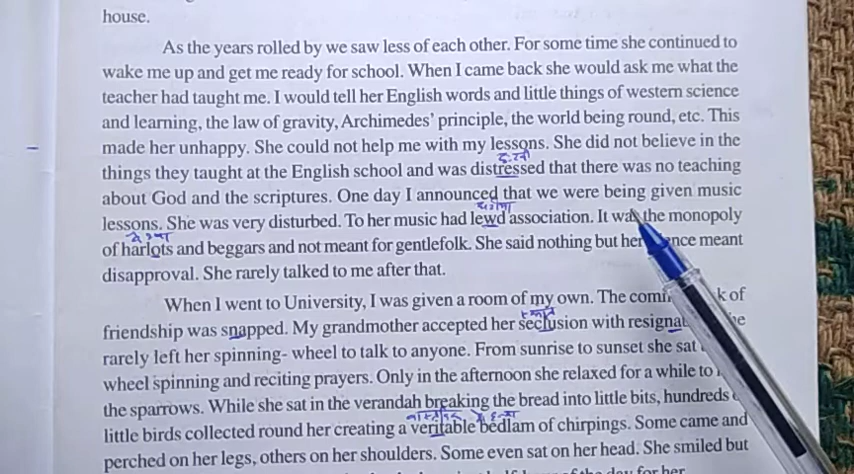 house.
As the years rolled by we saw less of each other. For some time she continued to
wake me up and get me ready for school. When I came back she would ask me what the
teacher had taught me. I would tell her English words and little things of western science
and learning, the law of gravity, Archimedes' principle, the world being round, etc. This
made her unhappy. She could not help me with my lessons. She did not believe in the
things they taught at the English school and was distressed that there was no teaching
about God and the scriptures. One day I announced that we were being given music
lessons. She was very disturbed. To her music had lewd association. It was the monopoly
of harlots and beggars and not meant for gentlefolk. She said nothing but her meant
disapproval. She rarely talked to me after that.
When I went to University, I was given a room of my own. The of
friendship was snapped. My grandmother accepted her seclusion with
rarely left her spinning- wheel to talk to anyone. From sunrise to sunset she sat
wheel spinning and reciting prayers. Only in the afternoon she relaxed for a while to
the sparrows. While she sat in the verandah breaking the bread into little bits, hundreds
little birds collected round her creating a veritable bedlam of chirpings. Some came and
perched on her legs, others on her shoulders. Some even sat on her head. She smiled but